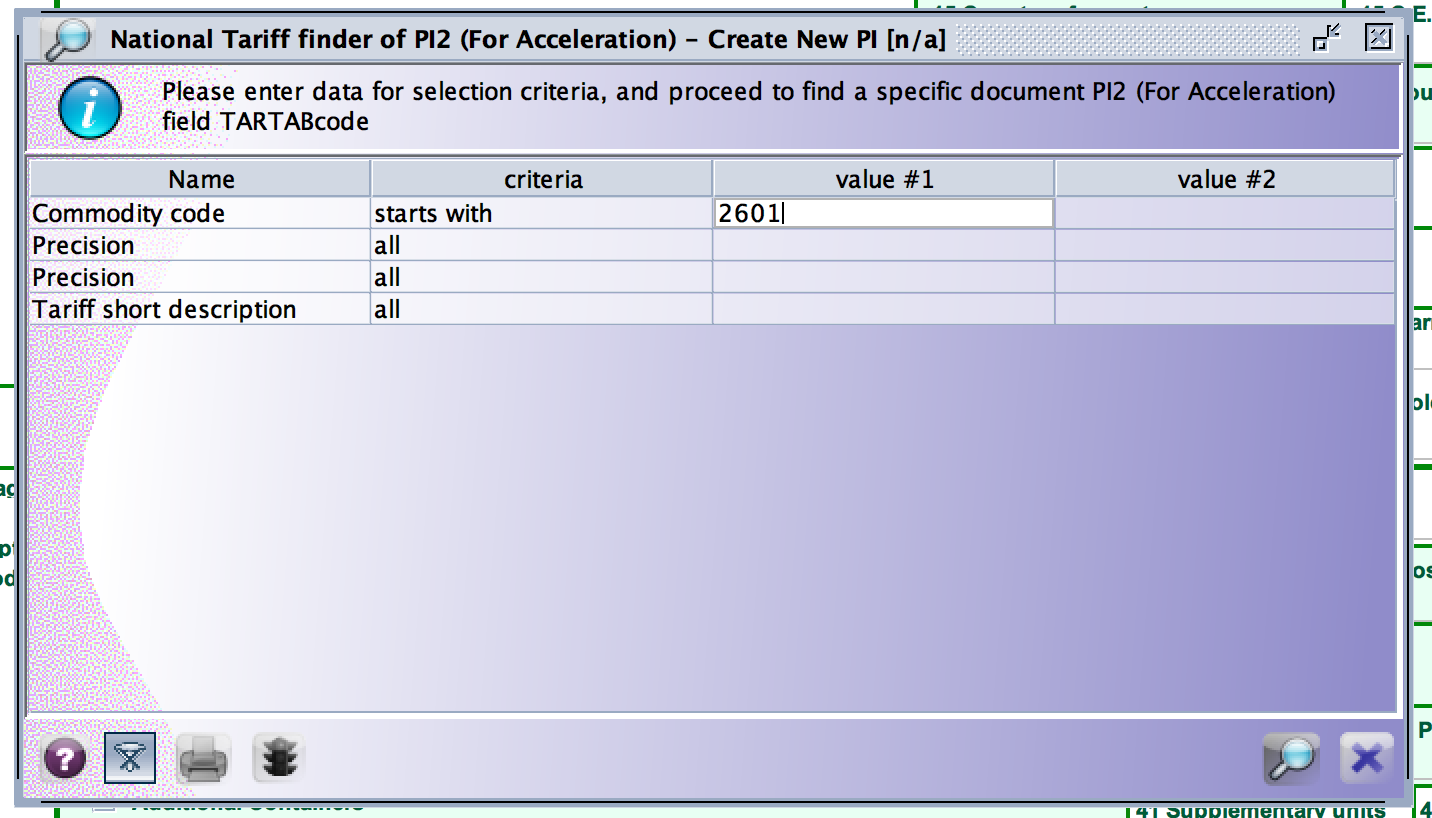 National Tariff finder of PI2 (For Acceleration) – Create New PI [n/a]
Please enter data for selection criteria, and proceed to find a specific document PI2 (For Acceleration)
field TARTABcode
Name criteria value #1 value #2
Commodity code starts with 2601
Precision all
Precision all
Tariff short description all
?
Additional containers
41 Supplementary units